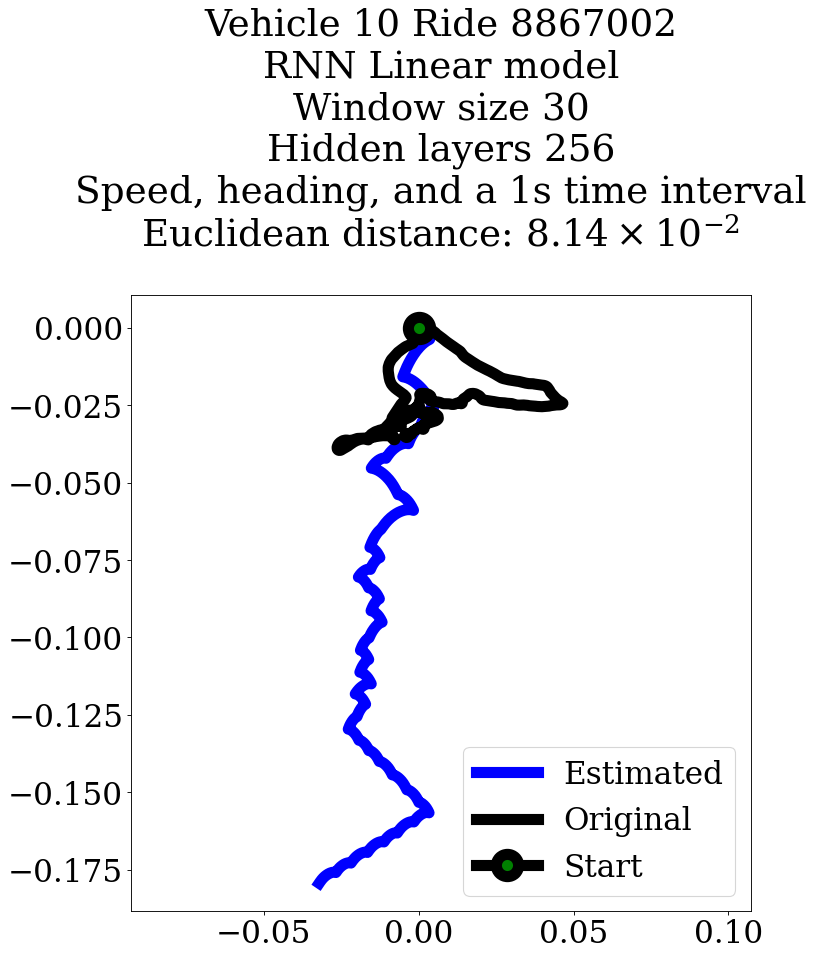 Vehicle 10 Ride 8867002
RNN Linear model
Window size 30
Hidden layers 256
Speed, heading, and a 1s time interval
Euclidean distance: 8.14 × 10⁻²
0.000
−0.025
−0.050
−0.075
−0.100
−0.125
−0.150
−0.175
Estimated
Original
Start
−0.05
0.00
0.05
0.10